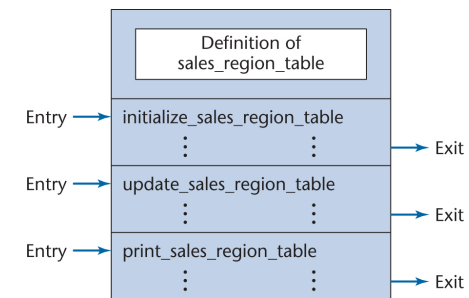 Definition of
sales_region_table
Entry
initialize_sales_region_table
Exit
Entry
update_sales_region_table
Exit
Entry
print_sales_region_table
Exit